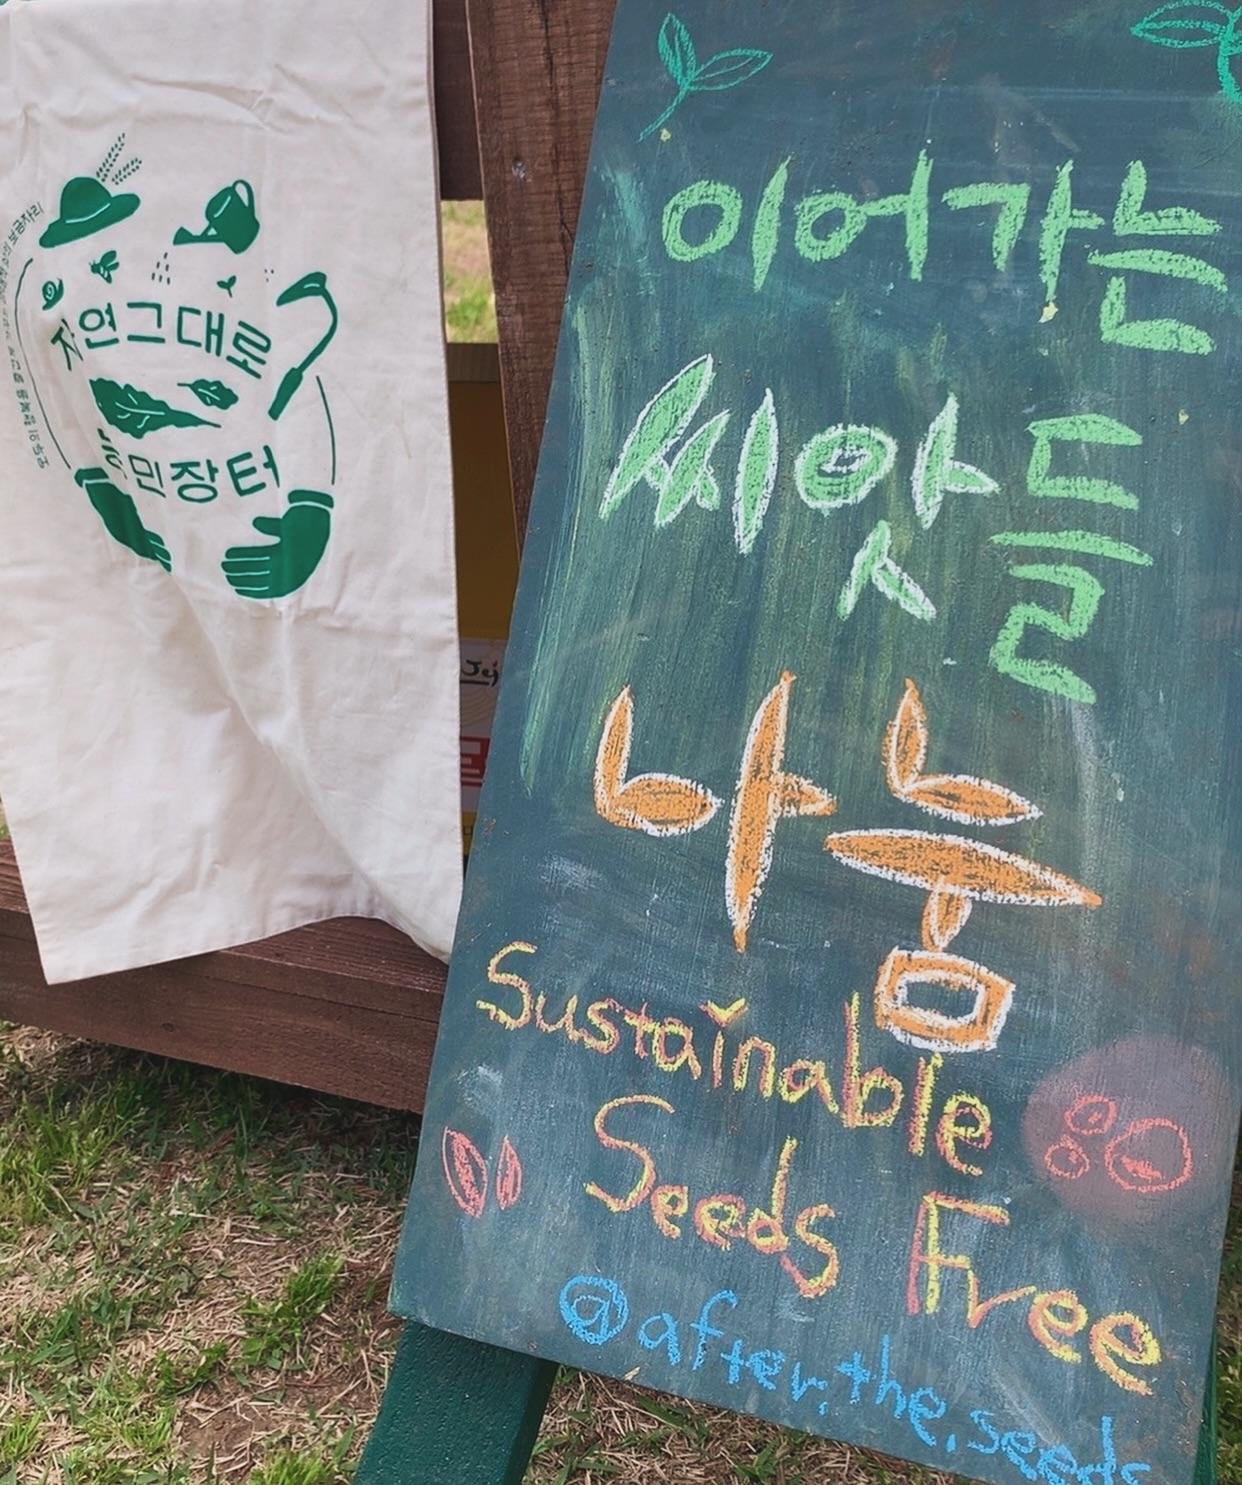 자연그대로
농민장터
이어가는
씨앗들
나눔
Sustainable
Seeds Free
@after.the.seeds